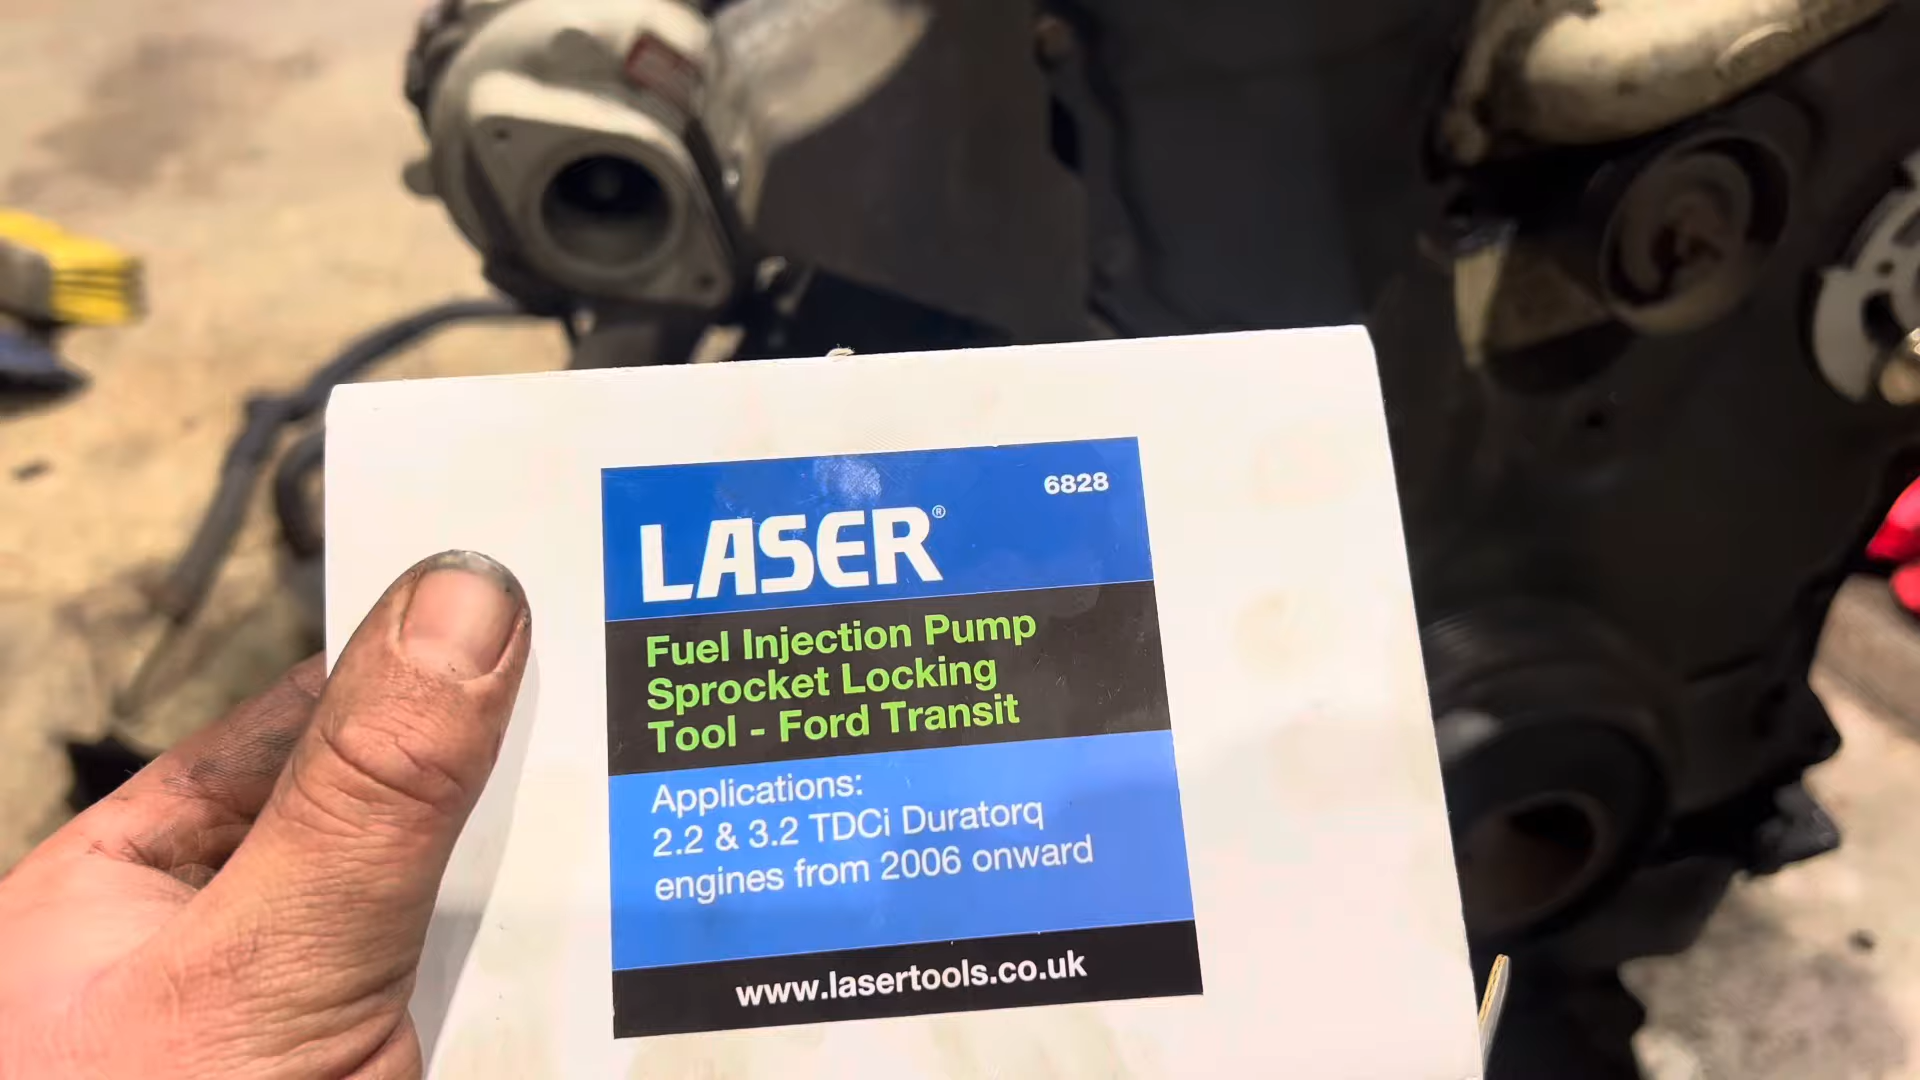 6828
LASER®
Fuel Injection Pump
Sprocket Locking
Tool - Ford Transit
Applications:
2.2 & 3.2 TDCi Duratorq
engines from 2006 onward
www.lasertools.co.uk